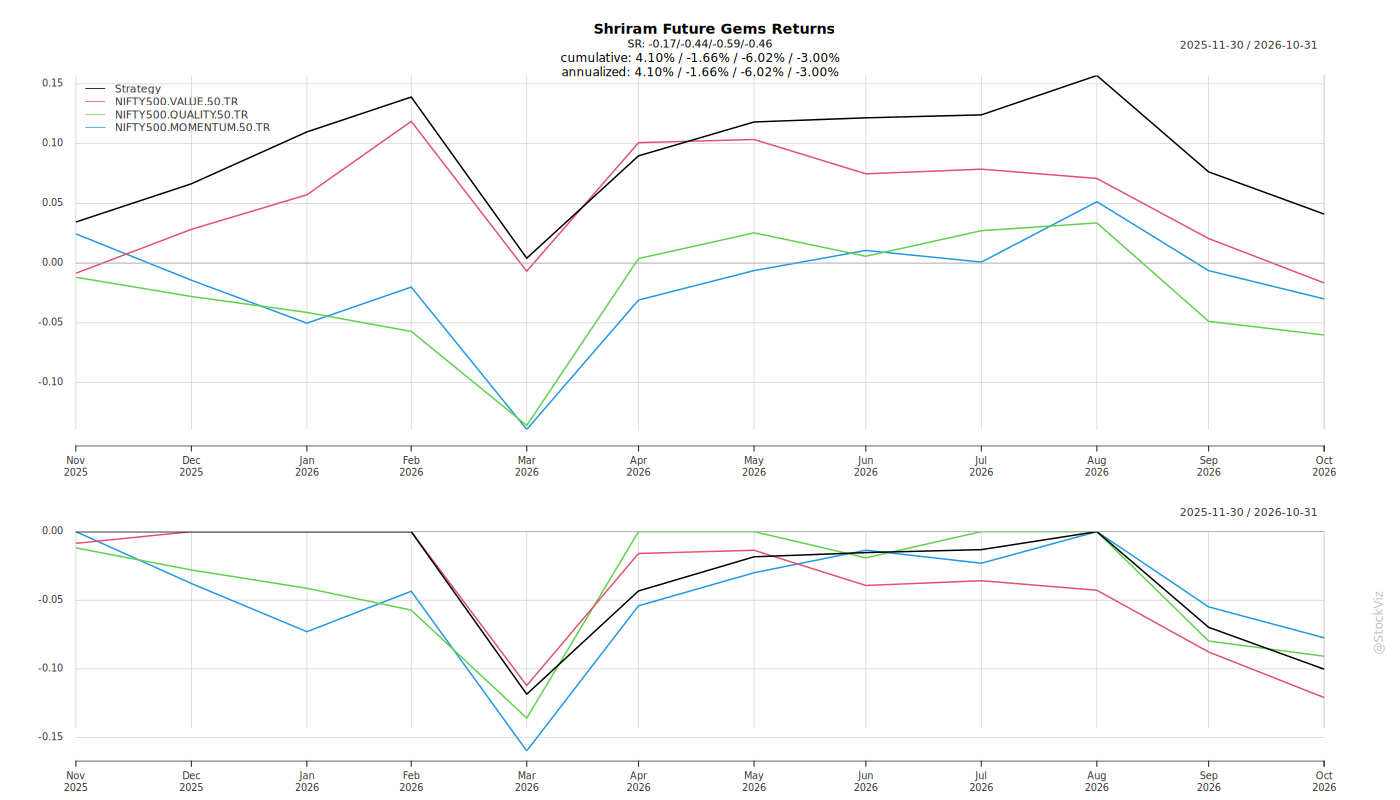 Shriram Future Gems Returns
SR: -0.17/-0.44/-0.59/-0.46
cumulative: 4.10% / -1.66% / -6.02% / -3.00%
annualized: 4.10% / -1.66% / -6.02% / -3.00%
2025-11-30 / 2026-10-31
Strategy
NIFTY500.VALUE.50.TR
NIFTY500.QUALITY.50.TR
NIFTY500.MOMENTUM.50.TR
0.15
0.10
0.05
0.00
-0.05
-0.10
Nov Dec Jan Feb Mar Apr May Jun Jul Aug Sep Oct
2025 2025 2026 2026 2026 2026 2026 2026 2026 2026 2026 2026
2025-11-30 / 2026-10-31
0.00
-0.05
-0.10
-0.15
Nov Dec Jan Feb Mar Apr May Jun Jul Aug Sep Oct
2025 2025 2026 2026 2026 2026 2026 2026 2026 2026 2026 2026
@StockViz